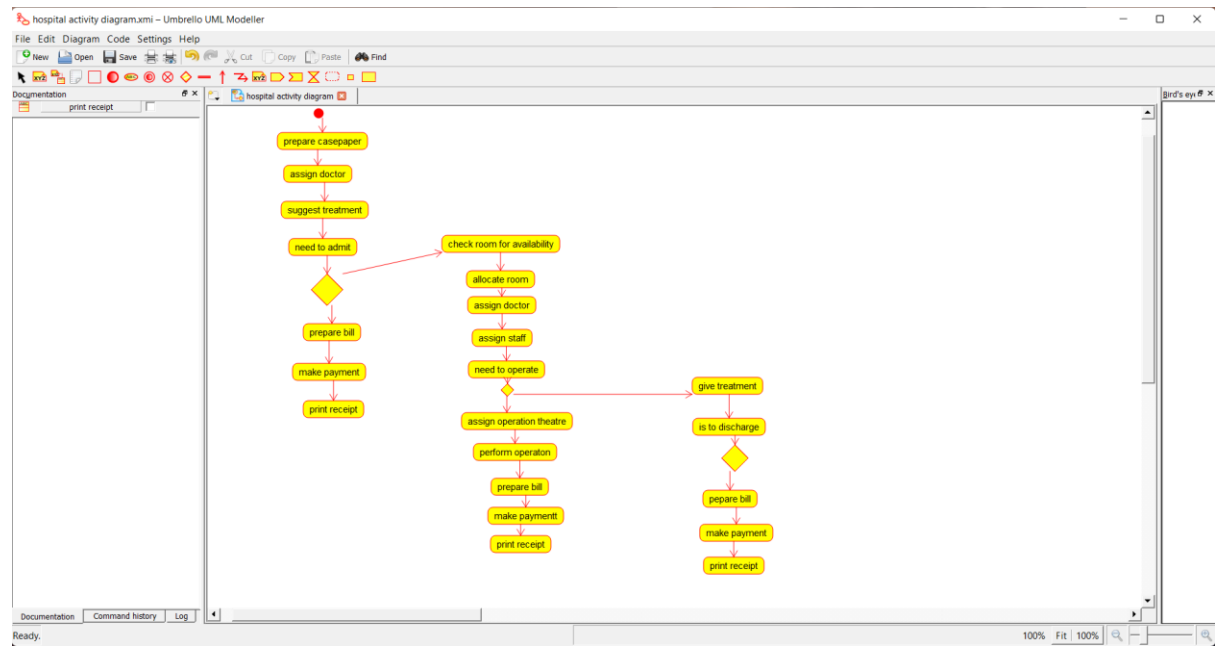 hospital activity diagram.xmi – Umbrello UML Modeller
File Edit Diagram Code Settings Help
New Open Save Cut Copy Paste Find
XYZ XYZ
Documentation
print receipt
hospital activity diagram
Bird's eye
prepare casepaper
assign doctor
suggest treatment
need to admit
prepare bill
make payment
print receipt
check room for availability
allocate room
assign doctor
assign staff
need to operate
assign operation theatre
perform operaton
prepare bill
make paymentt
print receipt
give treatment
is to discharge
pepare bill
make payment
print receipt
Documentation Command history Log
Ready.
100% Fit 100%